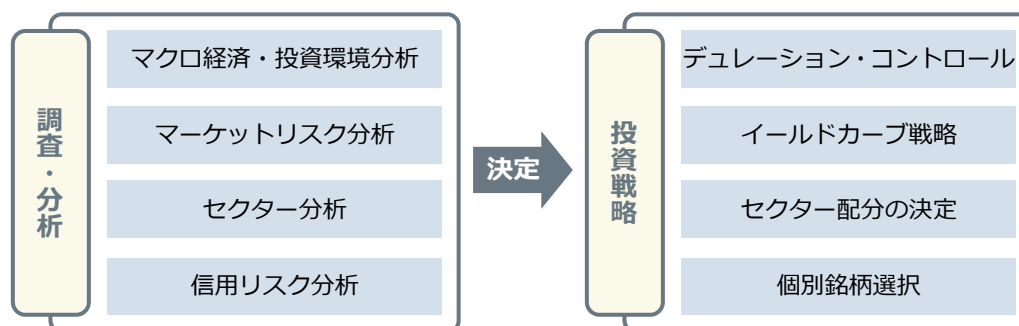 調査・分析
マクロ経済・投資環境分析
マーケットリスク分析
セクター分析
信用リスク分析
決定
投資戦略
デュレーション・コントロール
イールドカーブ戦略
セクター配分の決定
個別銘柄選択